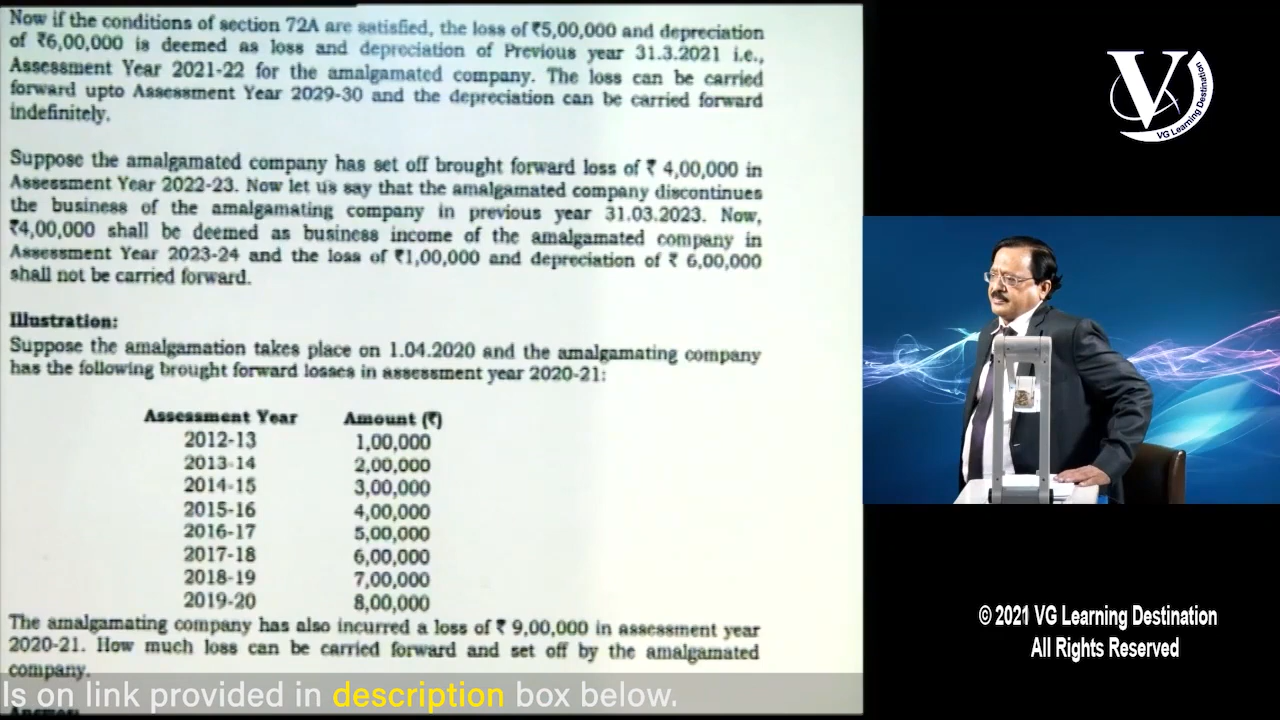 Now if the conditions of section 72A are satisfied, the loss of ₹5,00,000 and depreciation
of ₹6,00,000 is deemed as loss and depreciation of Previous year 31.3.2021 i.e.,
Assessment Year 2021-22 for the amalgamated company. The loss can be carried
forward upto Assessment Year 2029-30 and the depreciation can be carried forward
indefinitely.
Suppose the amalgamated company has set off brought forward loss of ₹ 4,00,000 in
Assessment Year 2022-23. Now let us say that the amalgamated company discontinues
the business of the amalgamating company in previous year 31.03.2023. Now,
₹4,00,000 shall be deemed as business income of the amalgamated company in
Assessment Year 2023-24 and the loss of ₹1,00,000 and depreciation of ₹ 6,00,000
shall not be carried forward.
Illustration:
Suppose the amalgamation takes place on 1.04.2020 and the amalgamating company
has the following brought forward losses in assessment year 2020-21:
Assessment Year Amount (₹)
2012-13 1,00,000
2013-14 2,00,000
2014-15 3,00,000
2015-16 4,00,000
2016-17 5,00,000
2017-18 6,00,000
2018-19 7,00,000
2019-20 8,00,000
The amalgamating company has also incurred a loss of ₹ 9,00,000 in assessment year
2020-21. How much loss can be carried forward and set off by the amalgamated
company.
Is on link provided in description box below.
Answer:
V
VG Learning Destination
© 2021 VG Learning Destination
All Rights Reserved